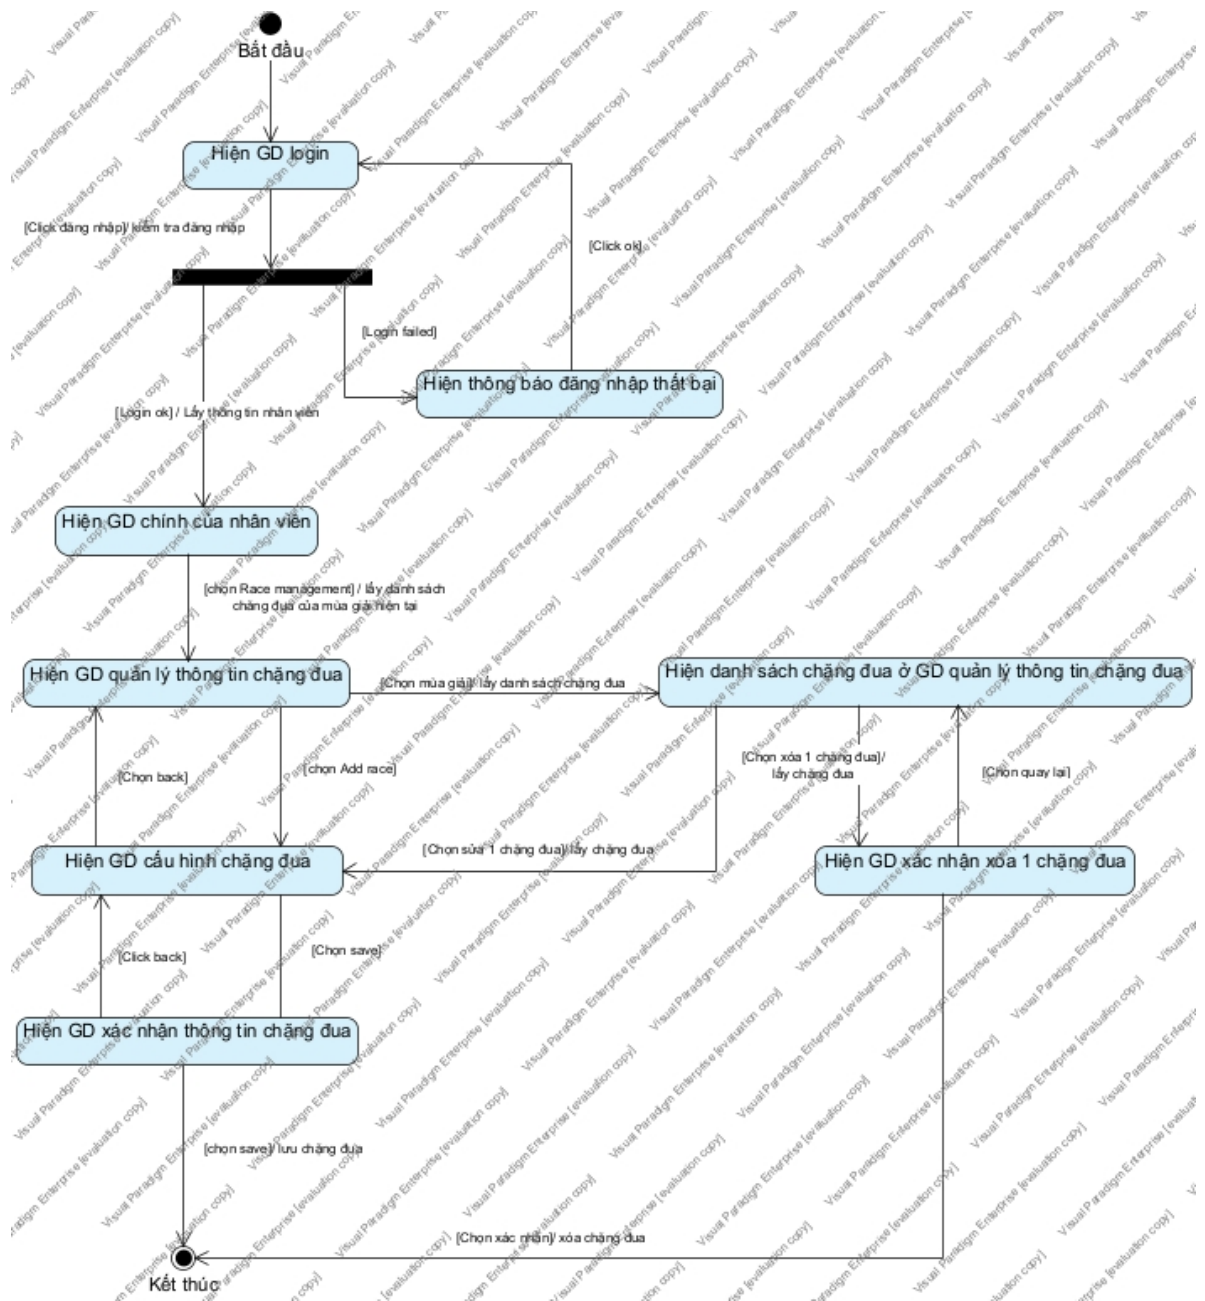 Bắt đầu
Hiện GD login
[Click đăng nhập]/ kiểm tra đăng nhập
[Click ok]
[Login failed]
Hiện thông báo đăng nhập thất bại
[Login ok] / Lấy thông tin nhân viên
Hiện GD chính của nhân viên
[chọn Race management] / lấy danh sách
chặng đua của mùa giải hiện tại
Hiện GD quản lý thông tin chặng đua
[Chọn mùa giải]/ lấy danh sách chặng đua
Hiện danh sách chặng đua ở GD quản lý thông tin chặng đua
[Chọn back]
[chọn Add race]
[Chọn xóa 1 chặng đua]/
lấy chặng đua
[Chọn quay lại]
Hiện GD cấu hình chặng đua
[Chọn sửa 1 chặng đua]/ lấy chặng đua
Hiện GD xác nhận xóa 1 chặng đua
[Click back]
[Chọn save]
Hiện GD xác nhận thông tin chặng đua
[chọn save]/ lưu chặng đua
[Chọn xác nhận]/ xóa chặng đua
Kết thúc
Visual Paradigm Enterprise [evaluation copy]